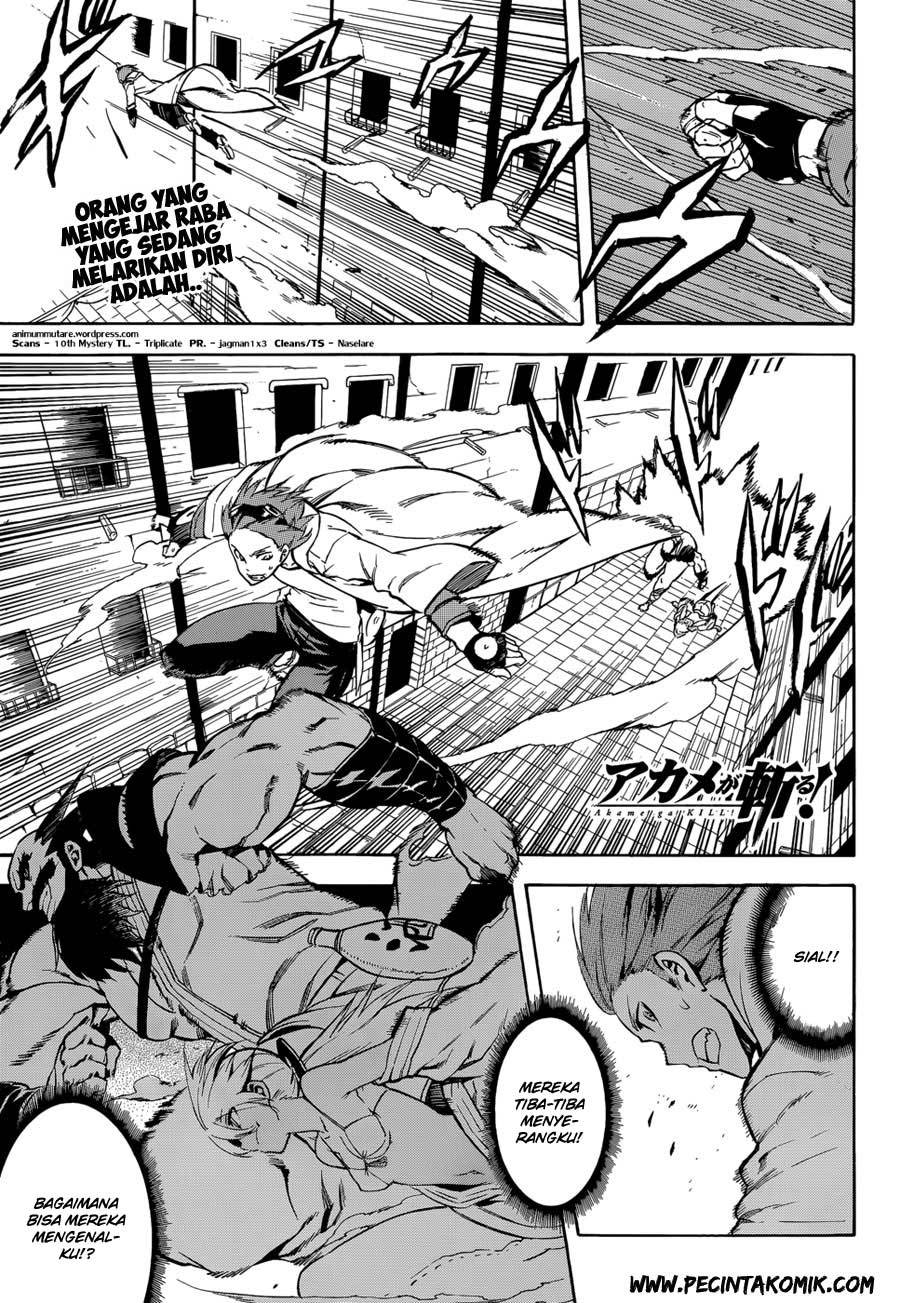 ORANG YANG
MENGEJAR RABA
YANG SEDANG
MELARIKAN DIRI
ADALAH..
animummutare.wordpress.com
Scans - 10th Mystery TL. - Triplicate PR. - jagman1x3 Cleans/TS - Naselare
アカメが斬る!
Akame ga KILL!
SIAL!!
MEREKA
TIBA-TIBA
MENYE-
RANGKU!
BAGAIMANA
BISA MEREKA
MENGENAL-
KU!?
WWW.PECINTAKOMIK.COM